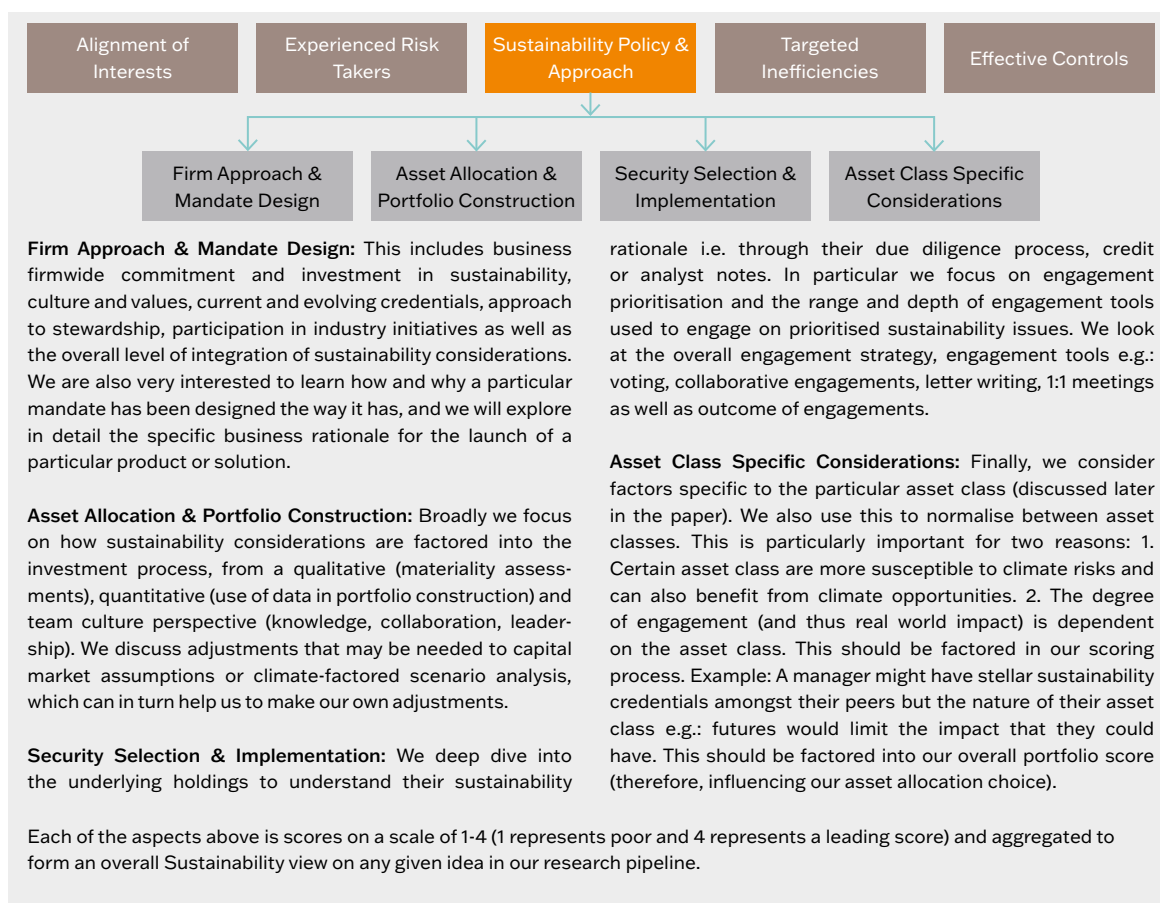 Alignment of
Interests
Experienced Risk
Takers
Sustainability Policy &
Approach
Targeted
Inefficiencies
Effective Controls
Firm Approach &
Mandate Design
Asset Allocation &
Portfolio Construction
Security Selection &
Implementation
Asset Class Specific
Considerations
Firm Approach & Mandate Design: This includes business
firmwide commitment and investment in sustainability,
culture and values, current and evolving credentials, approach
to stewardship, participation in industry initiatives as well as
the overall level of integration of sustainability considerations.
We are also very interested to learn how and why a particular
mandate has been designed the way it has, and we will explore
in detail the specific business rationale for the launch of a
particular product or solution.
Asset Allocation & Portfolio Construction: Broadly we focus
on how sustainability considerations are factored into the
investment process, from a qualitative (materiality assess-
ments), quantitative (use of data in portfolio construction) and
team culture perspective (knowledge, collaboration, leader-
ship). We discuss adjustments that may be needed to capital
market assumptions or climate-factored scenario analysis,
which can in turn help us to make our own adjustments.
Security Selection & Implementation: We deep dive into
the underlying holdings to understand their sustainability
rationale i.e. through their due diligence process, credit
or analyst notes. In particular we focus on engagement
prioritisation and the range and depth of engagement tools
used to engage on prioritised sustainability issues. We look
at the overall engagement strategy, engagement tools e.g.:
voting, collaborative engagements, letter writing, 1:1 meetings
as well as outcome of engagements.
Asset Class Specific Considerations: Finally, we consider
factors specific to the particular asset class (discussed later
in the paper). We also use this to normalise between asset
classes. This is particularly important for two reasons: 1.
Certain asset class are more susceptible to climate risks and
can also benefit from climate opportunities. 2. The degree
of engagement (and thus real world impact) is dependent
on the asset class. This should be factored in our scoring
process. Example: A manager might have stellar sustainability
credentials amongst their peers but the nature of their asset
class e.g.: futures would limit the impact that they could
have. This should be factored into our overall portfolio score
(therefore, influencing our asset allocation choice).
Each of the aspects above is scores on a scale of 1-4 (1 represents poor and 4 represents a leading score) and aggregated to
form an overall Sustainability view on any given idea in our research pipeline.